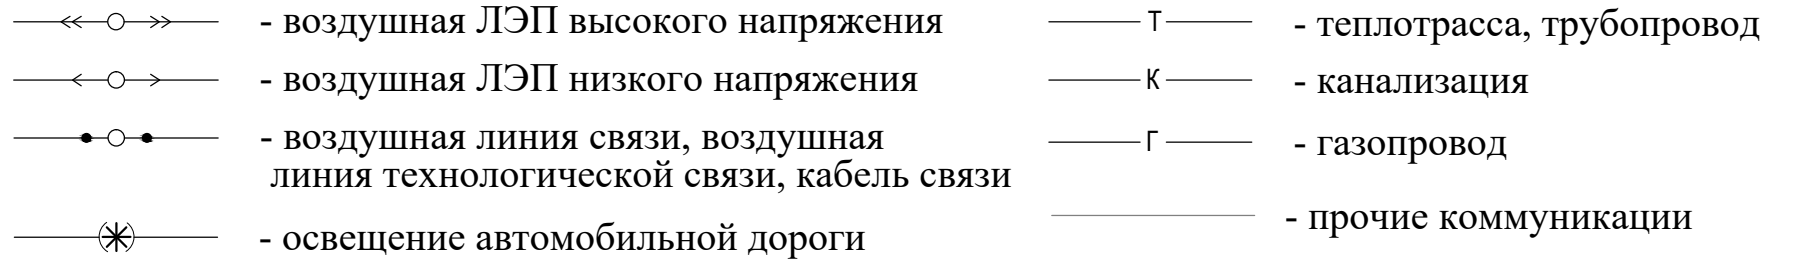 - воздушная ЛЭП высокого напряжения
- воздушная ЛЭП низкого напряжения
- воздушная линия связи, воздушная
линия технологической связи, кабель связи
- освещение автомобильной дороги
Т - теплотрасса, трубопровод
К - канализация
Г - газопровод
- прочие коммуникации